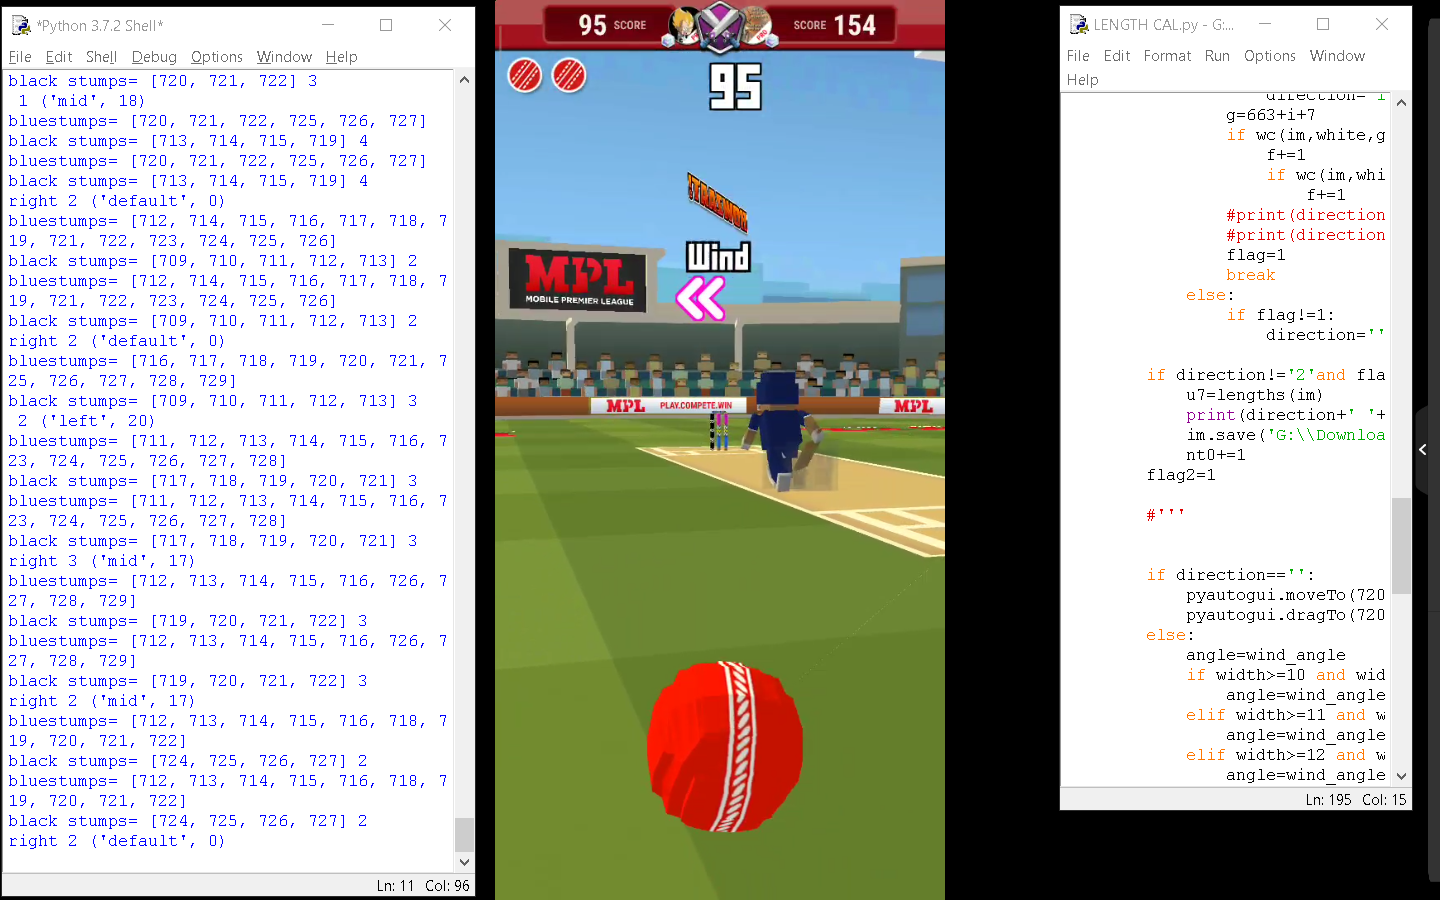 *Python 3.7.2 Shell*
File Edit Shell Debug Options Window Help
black stumps= [720, 721, 722] 3
 1 ('mid', 18)
bluestumps= [720, 721, 722, 725, 726, 727]
black stumps= [713, 714, 715, 719] 4
bluestumps= [720, 721, 722, 725, 726, 727]
black stumps= [713, 714, 715, 719] 4
right 2 ('default', 0)
bluestumps= [712, 714, 715, 716, 717, 718, 7
19, 721, 722, 723, 724, 725, 726]
black stumps= [709, 710, 711, 712, 713] 2
bluestumps= [712, 714, 715, 716, 717, 718, 7
19, 721, 722, 723, 724, 725, 726]
black stumps= [709, 710, 711, 712, 713] 2
right 2 ('default', 0)
bluestumps= [716, 717, 718, 719, 720, 721, 7
25, 726, 727, 728, 729]
black stumps= [709, 710, 711, 712, 713] 3
 2 ('left', 20)
bluestumps= [711, 712, 713, 714, 715, 716, 7
23, 724, 725, 726, 727, 728]
black stumps= [717, 718, 719, 720, 721] 3
bluestumps= [711, 712, 713, 714, 715, 716, 7
23, 724, 725, 726, 727, 728]
black stumps= [717, 718, 719, 720, 721] 3
right 3 ('mid', 17)
bluestumps= [712, 713, 714, 715, 716, 726, 7
27, 728, 729]
black stumps= [719, 720, 721, 722] 3
bluestumps= [712, 713, 714, 715, 716, 726, 7
27, 728, 729]
black stumps= [719, 720, 721, 722] 3
right 2 ('mid', 17)
bluestumps= [712, 713, 714, 715, 716, 718, 7
19, 720, 721, 722]
black stumps= [724, 725, 726, 727] 2
bluestumps= [712, 713, 714, 715, 716, 718, 7
19, 720, 721, 722]
black stumps= [724, 725, 726, 727] 2
right 2 ('default', 0)
Ln: 11 Col: 96
95 SCORE
SCORE 154
95
Wind
MPL
MOBILE PREMIER LEAGUE
MPL PLAY.COMPETE.WIN MPL
LENGTH CAL.py - G:...
File Edit Format Run Options Window
Help
direction='i
g=663+i+7
if wc(im,white,g
f+=1
if wc(im,whi
f+=1
#print(direction
#print(direction
flag=1
break
else:
if flag!=1:
direction=''
if direction!='2'and fla
u7=lengths(im)
print(direction+' '+
im.save('G:\\Downloa
nt0+=1
flag2=1
#'''
if direction=='':
pyautogui.moveTo(720
pyautogui.dragTo(720
else:
angle=wind_angle
if width>=10 and wid
angle=wind_angle
elif width>=11 and w
angle=wind_angle
elif width>=12 and w
angle=wind_angle
Ln: 195 Col: 15